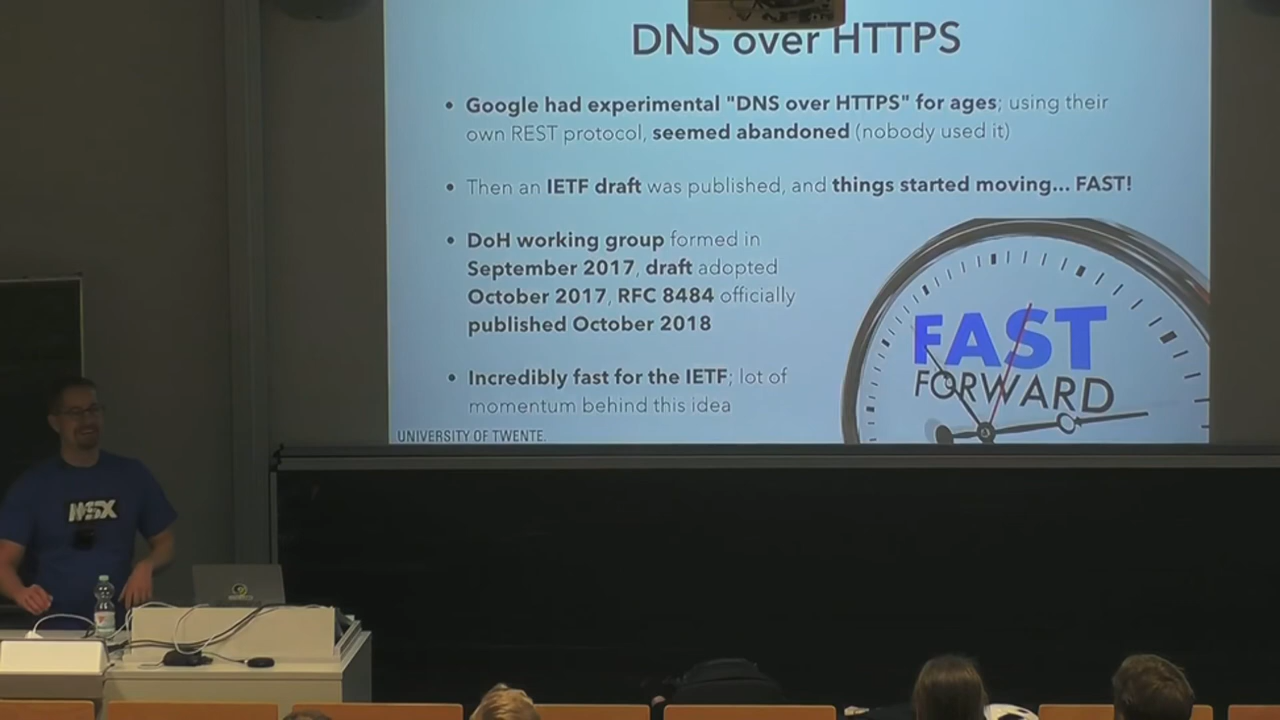 DNS over HTTPS
• Google had experimental "DNS over HTTPS" for ages; using their
own REST protocol, seemed abandoned (nobody used it)
• Then an IETF draft was published, and things started moving... FAST!
• DoH working group formed in
September 2017, draft adopted
October 2017, RFC 8484 officially
published October 2018
• Incredibly fast for the IETF; lot of
momentum behind this idea
FAST
FORWARD
UNIVERSITY OF TWENTE.
MSX